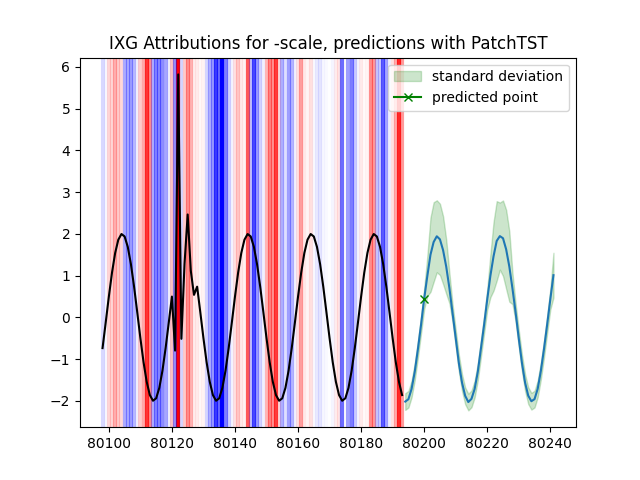 IXG Attributions for -scale, predictions with PatchTST
standard deviation
predicted point
6
5
4
3
2
1
0
−1
−2
80100 80120 80140 80160 80180 80200 80220 80240